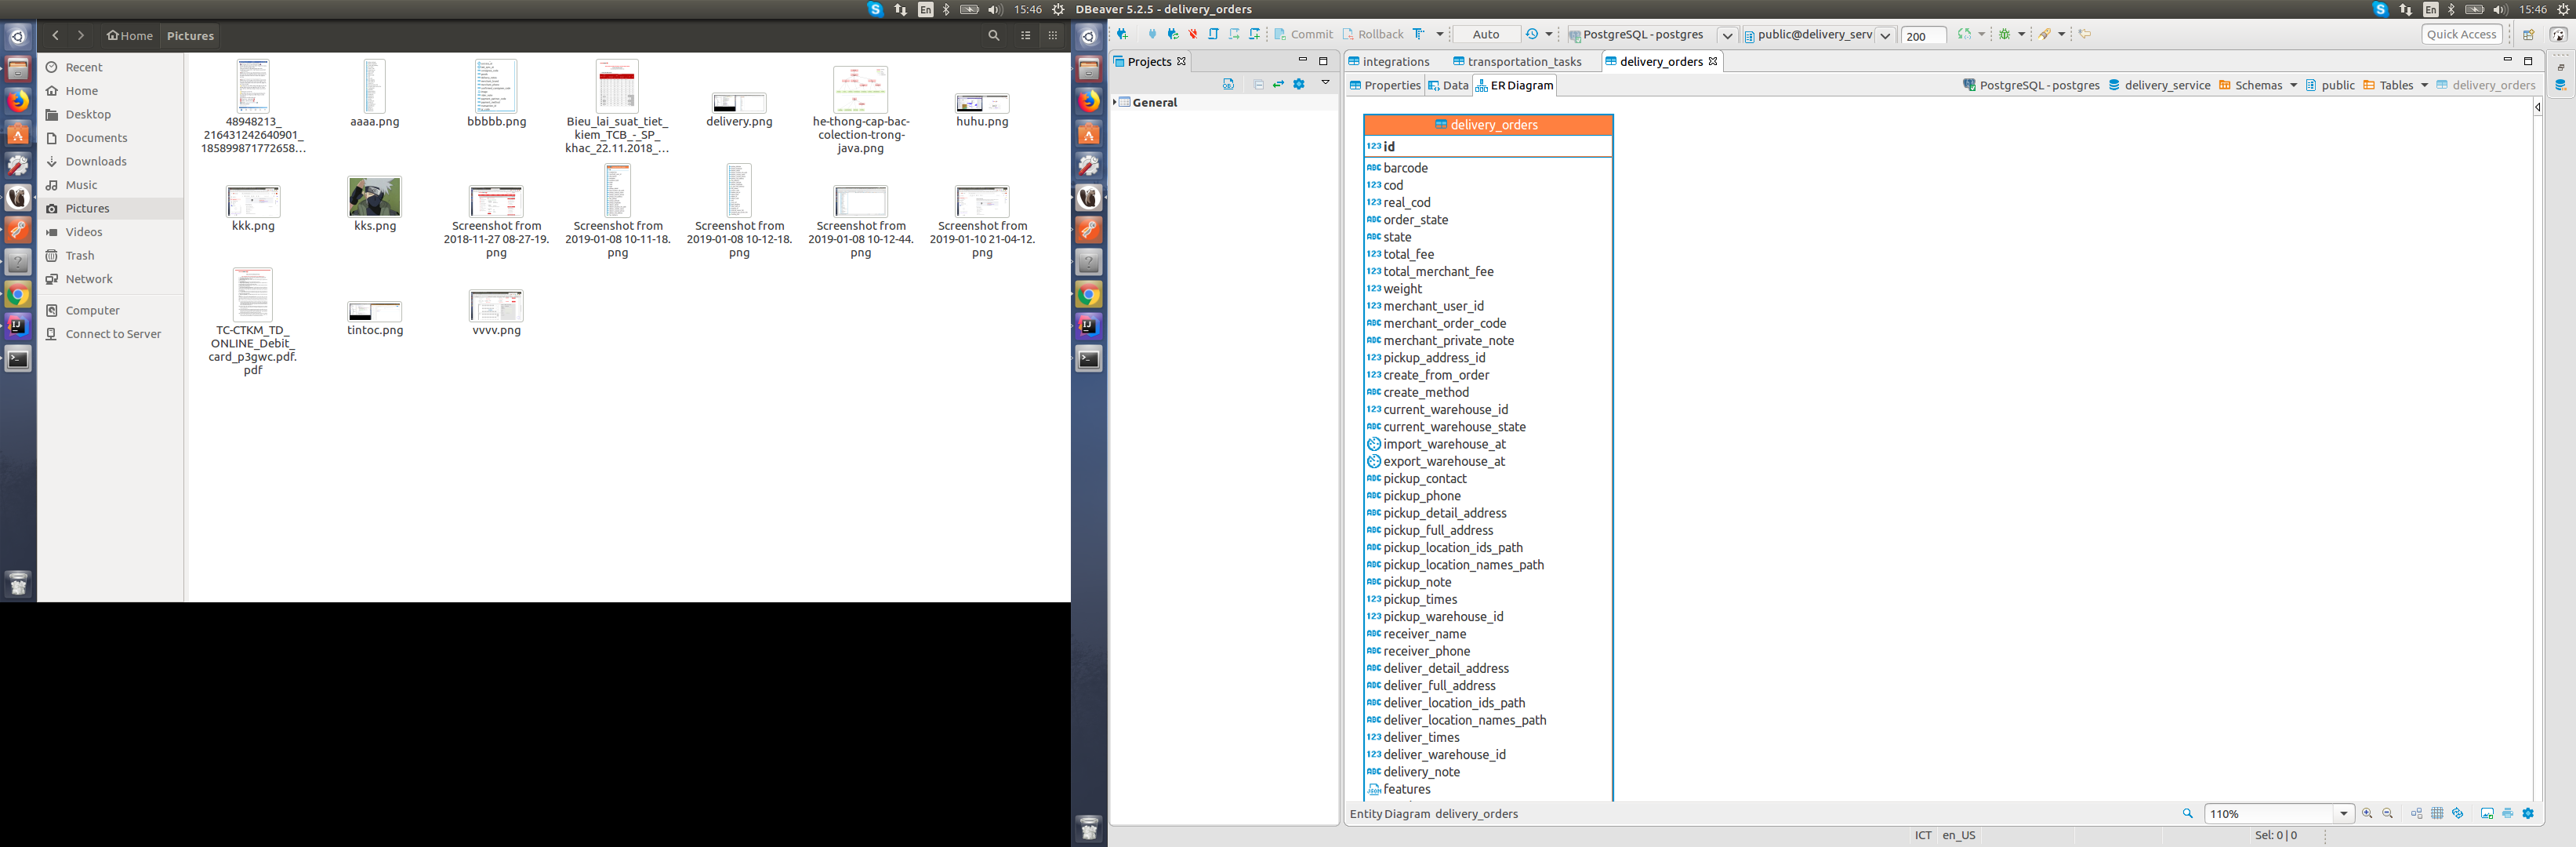 En
15:46
Home
Pictures
Recent
Home
Desktop
Documents
Downloads
Music
Pictures
Videos
Trash
Network
Computer
Connect to Server
48948213_
216431242640901_
185899871772658...
aaaa.png
bbbbb.png
Bieu_lai_suat_tiet_
kiem_TCB_-_SP_
khac_22.11.2018_...
delivery.png
he-thong-cap-bac-
colection-trong-
java.png
huhu.png
kkk.png
kks.png
Screenshot from
2018-11-27 08-27-19.
png
Screenshot from
2019-01-08 10-11-18.
png
Screenshot from
2019-01-08 10-12-18.
png
Screenshot from
2019-01-08 10-12-44.
png
Screenshot from
2019-01-10 21-04-12.
png
TC-CTKM_TD_
ONLINE_Debit_
card_p3gwc.pdf.
pdf
tintoc.png
vvvv.png
DBeaver 5.2.5 - delivery_orders
En
15:46
Commit
Rollback
Auto
PostgreSQL - postgres
public@delivery_serv
200
Quick Access
Projects
General
integrations
transportation_tasks
delivery_orders
Properties
Data
ER Diagram
PostgreSQL - postgres
delivery_service
Schemas
public
Tables
delivery_orders
delivery_orders
123 id
ABC barcode
123 cod
123 real_cod
ABC order_state
ABC state
123 total_fee
123 total_merchant_fee
123 weight
123 merchant_user_id
ABC merchant_order_code
ABC merchant_private_note
123 pickup_address_id
123 create_from_order
ABC create_method
123 current_warehouse_id
ABC current_warehouse_state
import_warehouse_at
export_warehouse_at
ABC pickup_contact
ABC pickup_phone
ABC pickup_detail_address
ABC pickup_full_address
ABC pickup_location_ids_path
ABC pickup_location_names_path
ABC pickup_note
123 pickup_times
123 pickup_warehouse_id
ABC receiver_name
ABC receiver_phone
ABC deliver_detail_address
ABC deliver_full_address
ABC deliver_location_ids_path
ABC deliver_location_names_path
123 deliver_times
123 deliver_warehouse_id
ABC delivery_note
JSON features
Entity Diagram delivery_orders
110%
ICT
en_US
Sel: 0 | 0